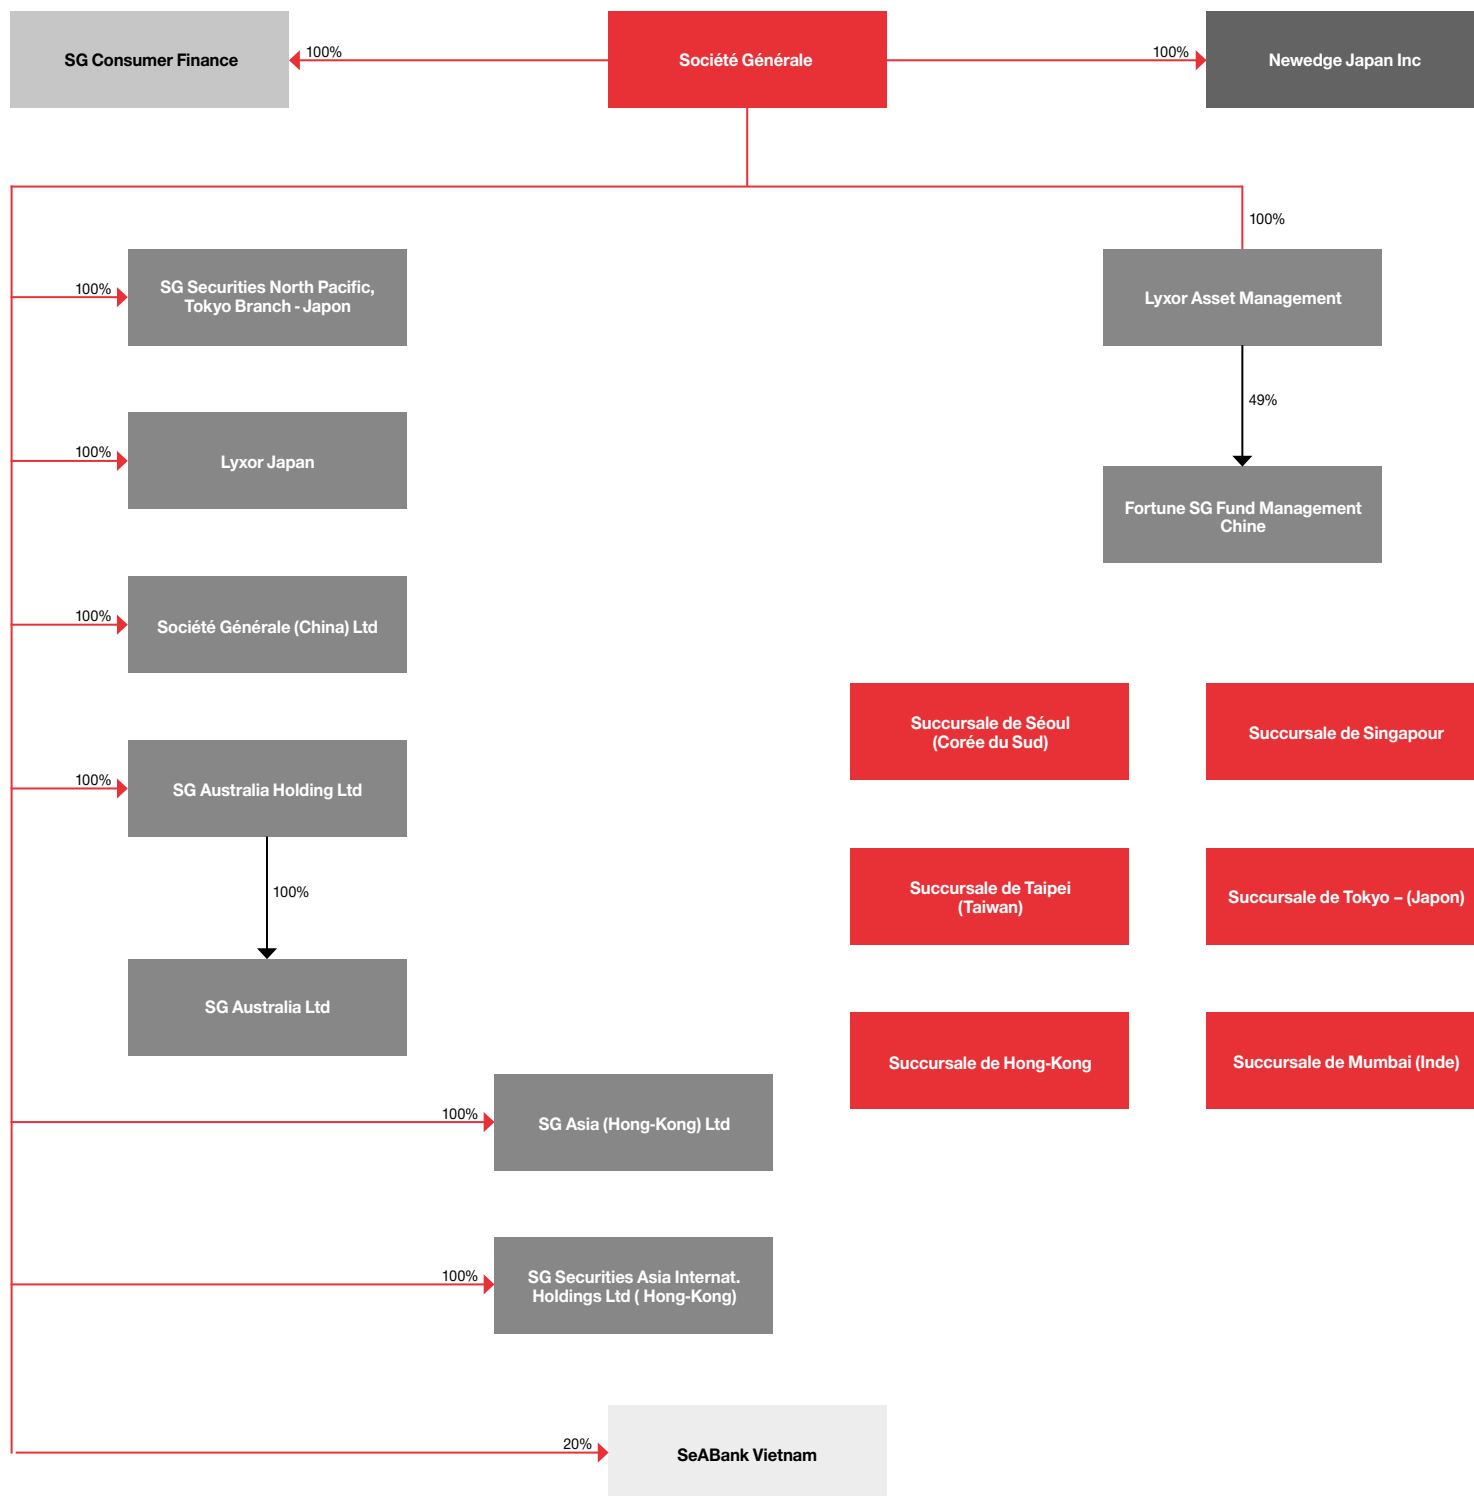 SG Consumer Finance
100%
Société Générale
100%
Newedge Japan Inc
100%
100%
SG Securities North Pacific,
Tokyo Branch - Japon
Lyxor Asset Management
49%
100%
Lyxor Japan
Fortune SG Fund Management
Chine
100%
Société Générale (China) Ltd
Succursale de Séoul
(Corée du Sud)
Succursale de Singapour
100%
SG Australia Holding Ltd
100%
Succursale de Taipei
(Taiwan)
Succursale de Tokyo – (Japon)
SG Australia Ltd
Succursale de Hong-Kong
Succursale de Mumbai (Inde)
100%
SG Asia (Hong-Kong) Ltd
100%
SG Securities Asia Internat.
Holdings Ltd ( Hong-Kong)
20%
SeABank Vietnam